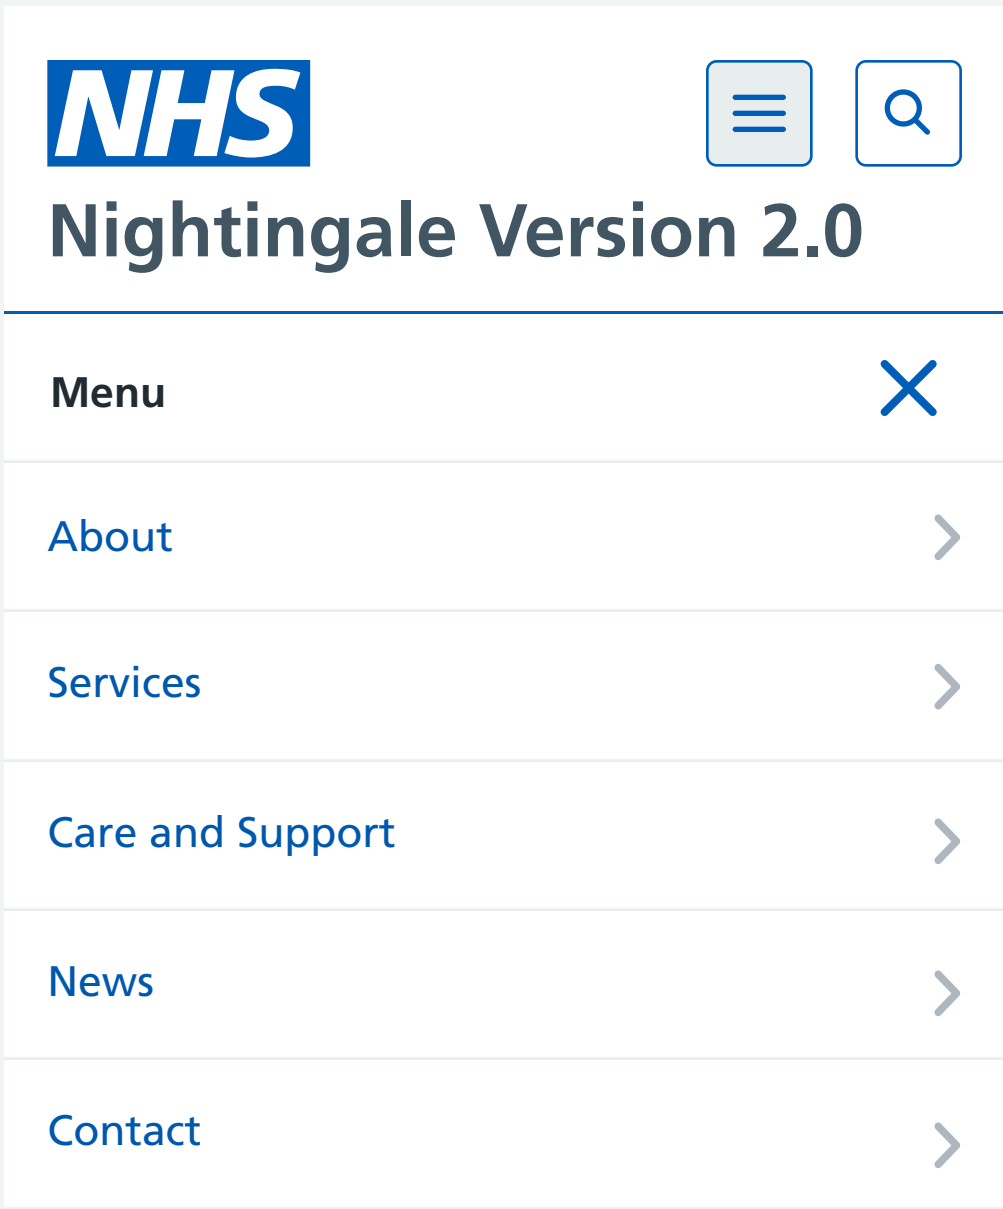 NHS
Nightingale Version 2.0
Menu
About
Services
Care and Support
News
Contact